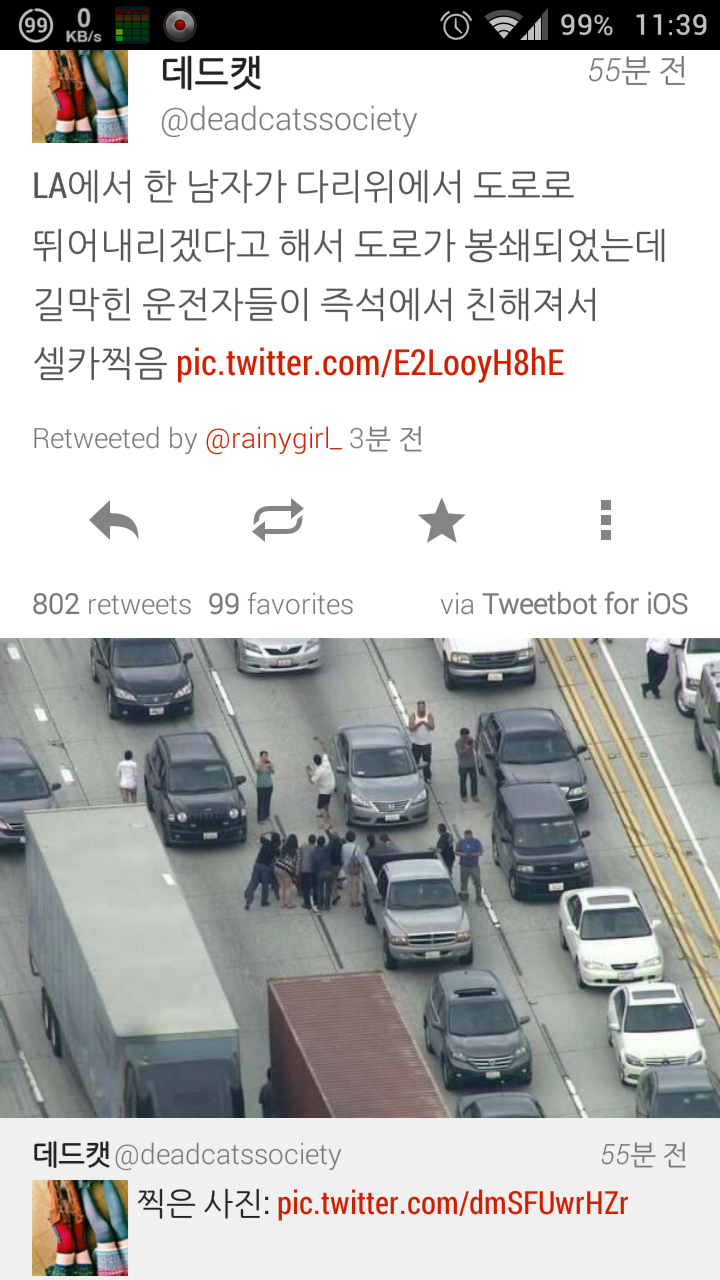 99
0
KB/s
99% 11:39
데드캣 55분 전
@deadcatssociety
LA에서 한 남자가 다리위에서 도로로
뛰어내리겠다고 해서 도로가 봉쇄되었는데
길막힌 운전자들이 즉석에서 친해져서
셀카찍음 pic.twitter.com/E2LooyH8hE
Retweeted by @rainygirl_ 3분 전
802 retweets 99 favorites via Tweetbot for iOS
데드캣@deadcatssociety 55분 전
찍은 사진: pic.twitter.com/dmSFUwrHZr